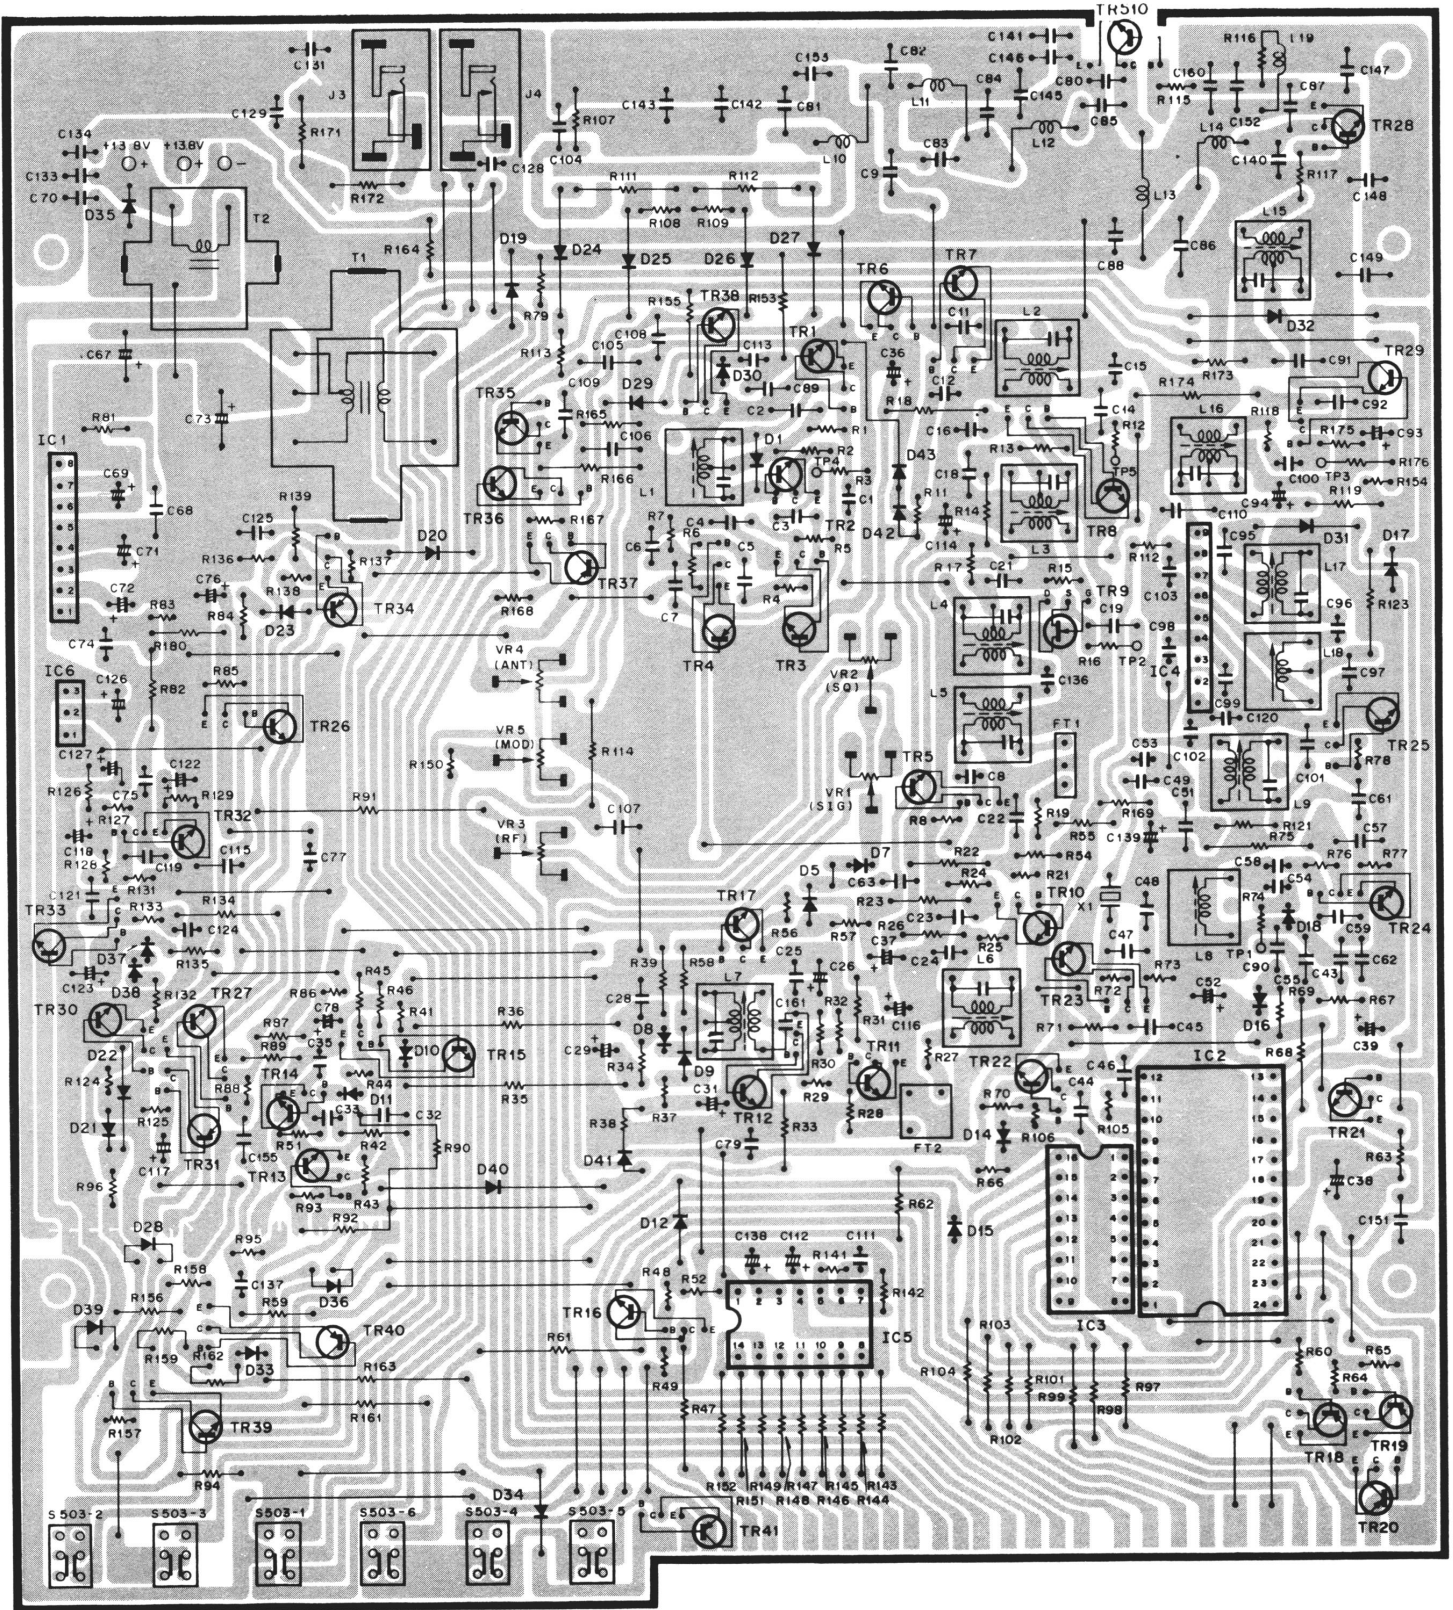 TR510
C131
J3
J4
C153
C82
C141
C146
C80
E C B
R116
L19
C147
C160
C87
R115
C129
R171
R107
C104
C143
C142
C81
L11
C84
C145
C85
C152
E
C
B
TR28
C134
+13.8V
+13.8V
+
+
-
C133
C70
D35
C128
L10
C83
L12
L14
C140
R117
C148
C9
L13
R172
R111
R112
T2
R108
R109
L15
R164
D19
D24
D25
D26
D27
C88
C86
C149
T1
R79
TR6
TR7
R155
TR38
R153
C11
L2
D32
C67
C108
TR1
R113
C105
C113
C36
C15
C91
TR29
D30
R173
TR35
C109
D29
C89
C12
R174
C92
R81
C73
R165
C2
R18
C14
L16
R118
IC1
C106
R1
C16
R12
R175
C93
D1
R2
D43
R13
TP4
TP5
R176
C69
R166
R3
C18
C100
TP3
R154
L1
TR36
R139
C68
R11
R14
TR8
C94
R119
C110
C125
R167
R7
C4
C3
TR2
C1
D42
D31
D17
C71
R136
R137
D20
C6
R6
C5
R5
C114
L3
R112
C95
L17
R17
C21
R15
TR9
C76
C72
R138
TR37
R4
L4
D S G
C103
R123
R83
R84
D23
TR34
R168
C7
C19
C98
C96
C74
R180
TR4
TR3
VR4
(ANT)
R16
TP2
IC4
L18
IC6
R85
VR2
(SQ)
C97
C126
R82
L5
C136
C99
C120
TR26
FT1
TR25
VR5
(MOD)
C127
R114
TR5
C53
C102
R78
R126
C122
R150
C8
C49
C101
C75
R129
VR1
(SIG)
R169
C51
L9
C61
R127
R91
C107
R8
C22
R19
R55
C139
R121
TR32
VR3
(RF)
R75
C57
C118
R128
C119
C115
C77
D7
R22
R54
C58
R76
R77
D5
R24
R21
C54
C121
R131
C63
TR10
C48
L8
R74
TR33
R134
R23
X1
R133
TR17
R56
R57
R26
C23
D18
TR24
C124
C37
R25
C47
C59
D37
R135
C25
C24
L6
TP1
C90
C55
C43
C62
C123
D38
R132
TR27
R45
R39
R58
L7
C26
R73
TR30
R86
R46
R41
C28
C161
R32
R31
TR23
R72
C52
R69
R67
C78
R36
C116
D16
R87
D8
R71
C45
C39
D22
R89
C35
D10
TR15
C29
R34
D9
TR11
R27
TR22
IC2
R68
TR14
R30
C46
R124
R88
R44
D11
R35
R29
C44
C33
C32
R37
C31
TR12
R28
R70
R105
TR21
D21
R125
R51
R42
R38
R33
FT2
D14
R106
R63
C117
TR31
C155
R90
C79
TR13
D41
R66
C38
R96
R93
R43
D40
R62
R92
D12
D15
C151
D28
R95
C138
C112
C111
R158
C137
R48
R52
R141
R142
D36
R156
R59
D39
TR16
TR40
IC5
IC3
R159
R162
D33
R163
R61
R103
R60
R65
R104
R64
R49
R101
R99
R98
R97
R161
R47
R157
TR39
R102
TR18
TR19
R94
R152
R151
R149
R148
R147
R146
R145
R144
R143
D34
S503-2
S503-3
S503-1
S503-6
S503-4
S503-5
TR41
TR20